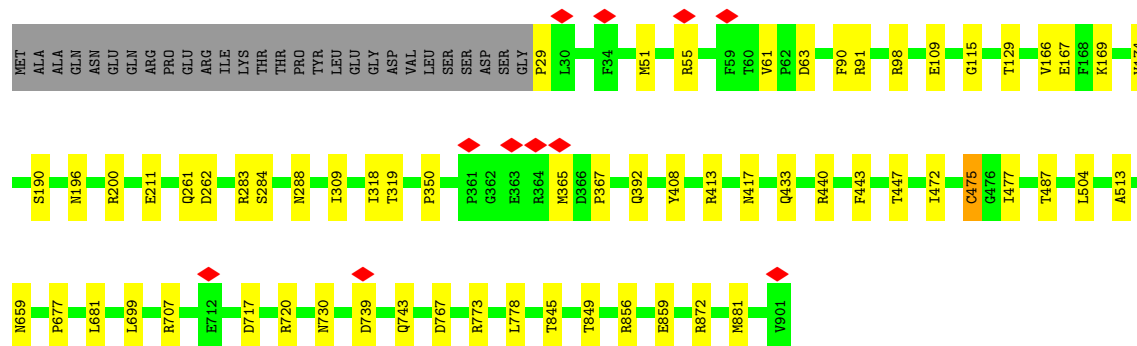 MET ALA ALA GLN ASN GLU GLN ARG PRO GLU ARG ILE LYS THR THR PRO TYR LEU GLU GLY ASP VAL LEU SER SER ASP SER GLY P29 L30 F34 M51 R55 F59 T60 V61 P62 D63 F90 R91 R98 E109 G115 T129 V166 E167 F168 K169
S190 N196 R200 E211 Q261 D262 R283 S284 N288 I309 I318 T319 P350 P361 G362 E363 R364 M365 D366 P367 Q392 Y408 R413 N417 Q433 R440 F443 T447 I472 C475 G476 I477 T487 L504 A513
N659 P677 L681 L699 R707 E712 D717 R720 N730 D739 Q743 D767 R773 L778 T845 T849 R856 E859 R872 M881 V901